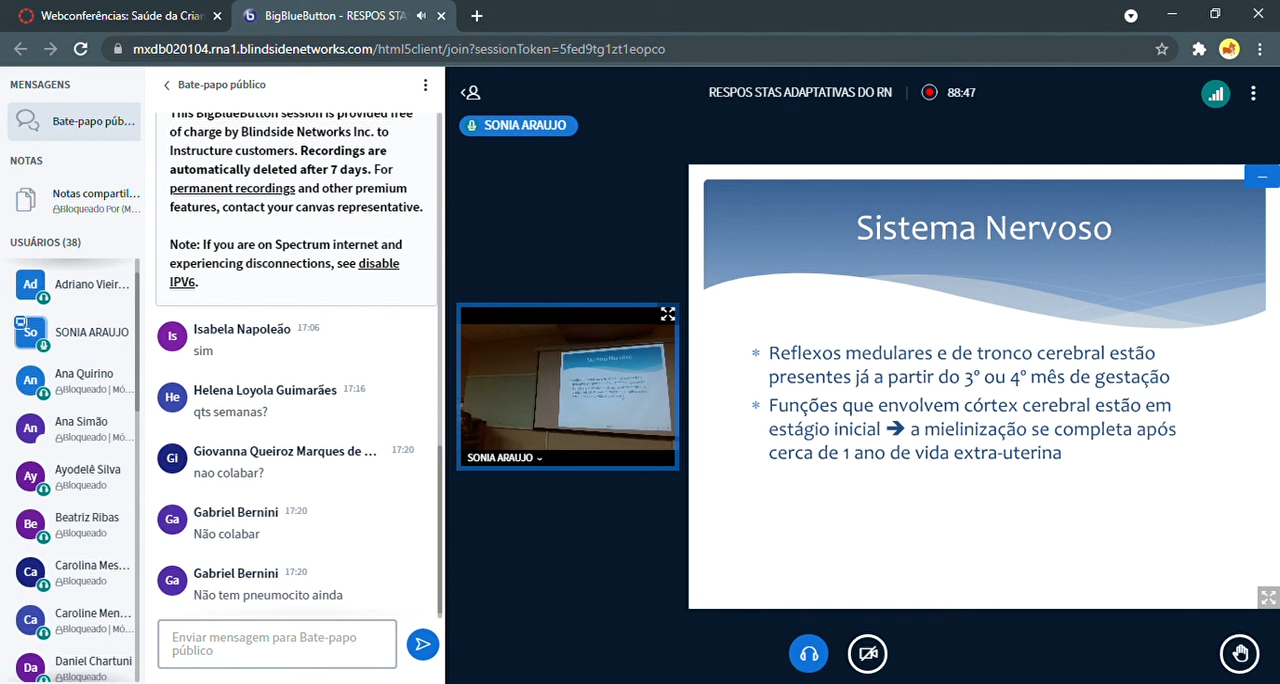 Webconferências: Saúde da Crian
BigBlueButton - RESPOS STA
mxdb020104.rna1.blindsidenetworks.com/html5client/join?sessionToken=5fed9tg1zt1eopco
MENSAGENS
Bate-papo púb...
NOTAS
Notas compartil...
Bloqueado Por (M...
USUÁRIOS (38)
Ad
Adriano Vieir...
So
SONIA ARAUJO
An
Ana Quirino
Bloqueado | Mó...
An
Ana Simão
Bloqueado | Mó...
Ay
Ayodelê Silva
Bloqueado
Be
Beatriz Ribas
Bloqueado
Ca
Carolina Mes...
Bloqueado
Ca
Caroline Men...
Bloqueado | Mó...
Da
Daniel Chartuni
Bloqueado
Bate-papo público
This BigBlueButton session is provided free
of charge by Blindside Networks Inc. to
Instructure customers. Recordings are
automatically deleted after 7 days. For
permanent recordings and other premium
features, contact your canvas representative.
Note: If you are on Spectrum internet and
experiencing disconnections, see disable
IPV6.
Is
Isabela Napoleão 17:06
sim
He
Helena Loyola Guimarães 17:16
qts semanas?
GI
Giovanna Queiroz Marques de ... 17:20
nao colabar?
Ga
Gabriel Bernini 17:20
Não colabar
Ga
Gabriel Bernini 17:20
Não tem pneumocito ainda
Enviar mensagem para Bate-papo
público
RESPOS STAS ADAPTATIVAS DO RN
88:47
SONIA ARAUJO
Sistema Nervoso
SONIA ARAUJO
Sistema Nervoso
* Reflexos medulares e de tronco cerebral estão
presentes já a partir do 3º ou 4º mês de gestação
* Funções que envolvem córtex cerebral estão em
estágio inicial ➔ a mielinização se completa após
cerca de 1 ano de vida extra-uterina